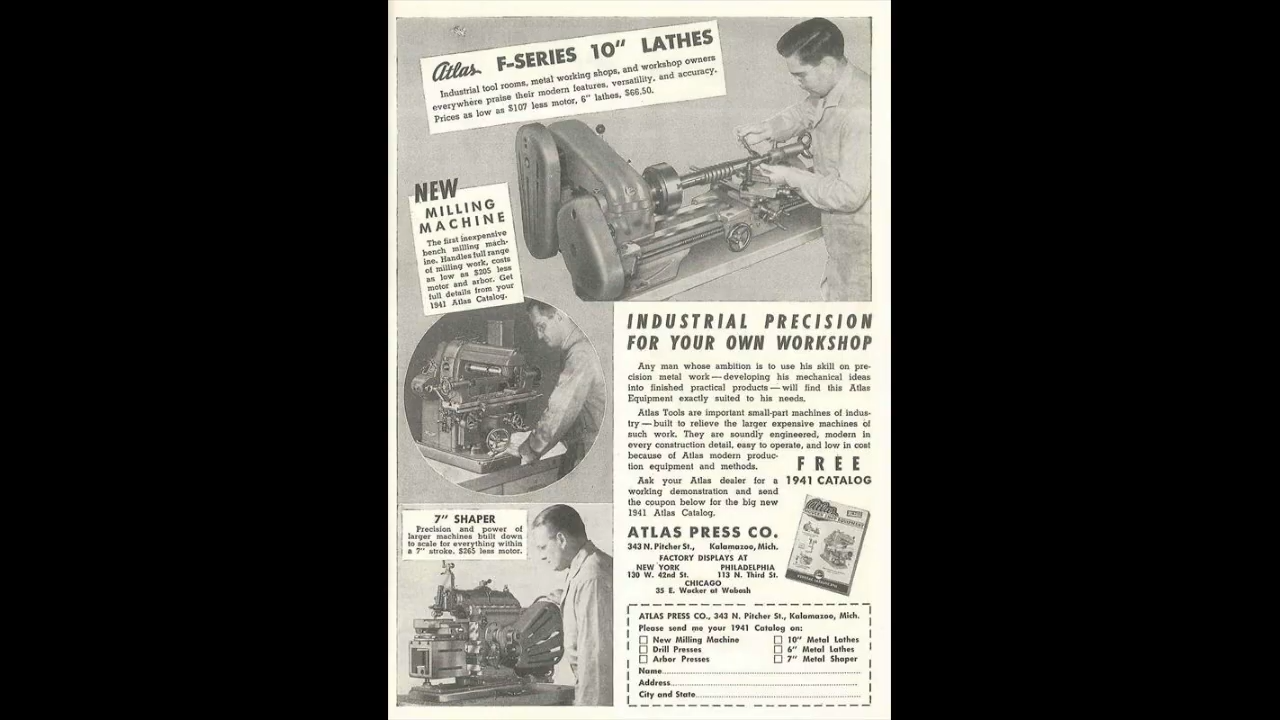 Atlas F-SERIES 10" LATHES
Industrial tool rooms, metal working shops, and workshop owners
everywhere praise their modern features, versatility, and accuracy.
Prices as low as $107 less motor, 6" lathes, $66.50.
NEW
MILLING
MACHINE
The first inexpensive
bench milling mach-
ine. Handles full range
of milling work, costs
as low as $205 less
motor and arbor. Get
full details from your
1941 Atlas Catalog.
INDUSTRIAL PRECISION
FOR YOUR OWN WORKSHOP
Any man whose ambition is to use his skill on pre-
cision metal work — developing his mechanical ideas
into finished practical products — will find this Atlas
Equipment exactly suited to his needs.
Atlas Tools are important small-part machines of indus-
try — built to relieve the larger expensive machines of
such work. They are soundly engineered, modern in
every construction detail, easy to operate, and low in cost
because of Atlas modern produc-
tion equipment and methods.
Ask your Atlas dealer for a
working demonstration and send
the coupon below for the big new
1941 Atlas Catalog.
FREE
1941 CATALOG
Atlas
7" SHAPER
Precision and power of
larger machines built down
to scale for everything within
a 7" stroke. $265 less motor.
ATLAS PRESS CO.
343 N. Pitcher St., Kalamazoo, Mich.
FACTORY DISPLAYS AT
NEW YORK PHILADELPHIA
130 W. 42nd St. 113 N. Third St.
CHICAGO
35 E. Wacker at Wabash
ATLAS PRESS CO., 343 N. Pitcher St., Kalamazoo, Mich.
Please send me your 1941 Catalog on:
New Milling Machine 10" Metal Lathes
Drill Presses 6" Metal Lathes
Arbor Presses 7" Metal Shaper
Name
Address
City and State